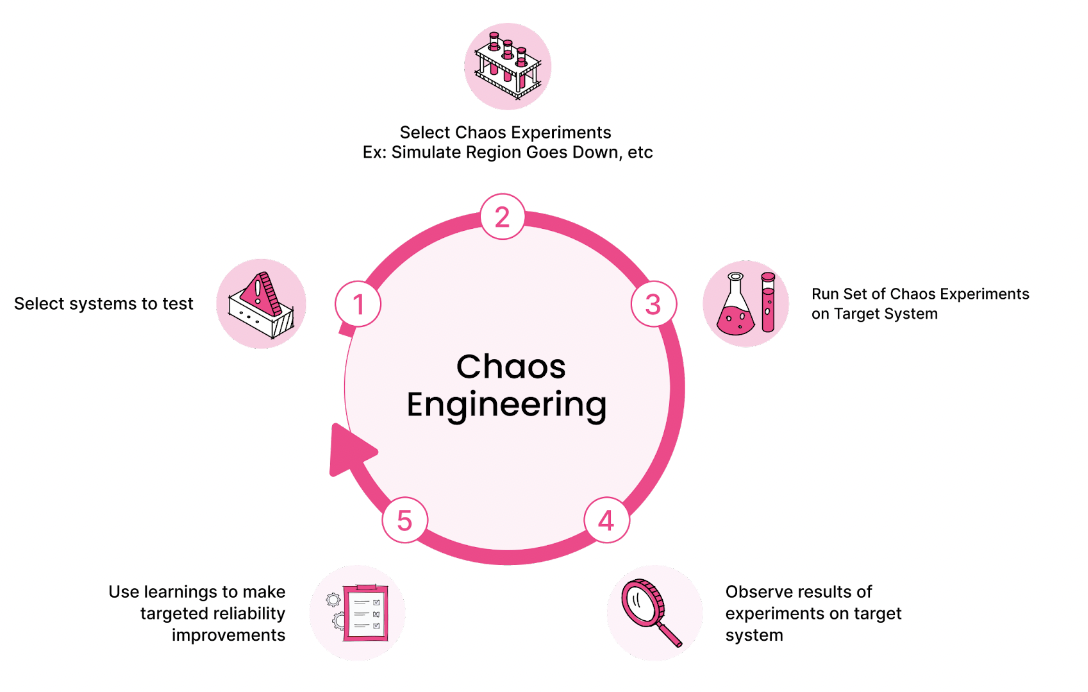 Select Chaos Experiments
Ex: Simulate Region Goes Down, etc
2
1
3
Select systems to test
Run Set of Chaos Experiments
on Target System
Chaos
Engineering
5
4
Use learnings to make
targeted reliability
improvements
Observe results of
experiments on target
system